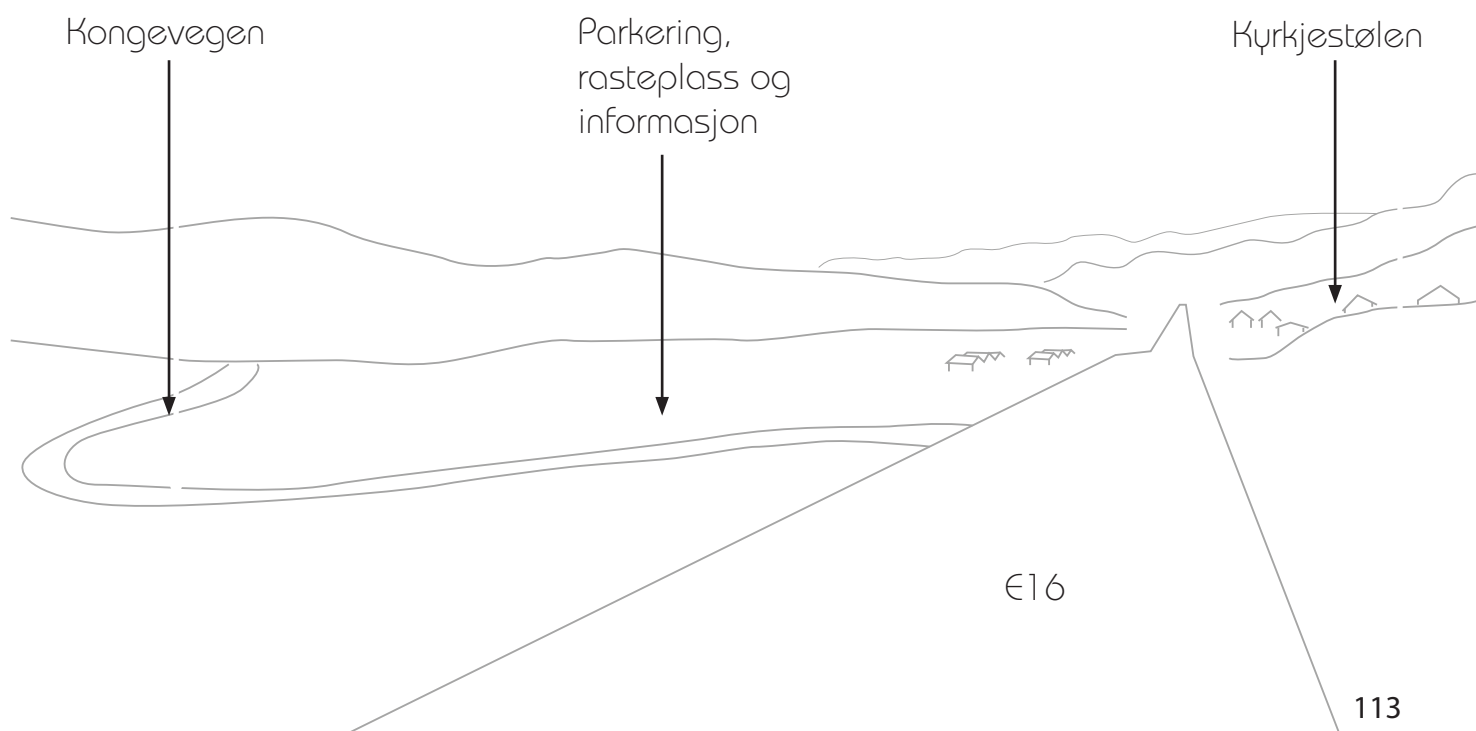 Kongevegen
Parkering,
rasteplass og
informasjon
Kyrkjestølen
E16
113